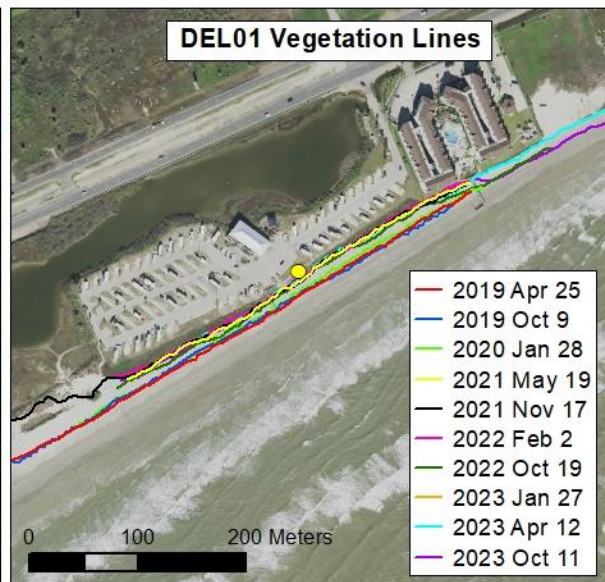 DEL01 Vegetation Lines
2019 Apr 25
2019 Oct 9
2020 Jan 28
2021 May 19
2021 Nov 17
2022 Feb 2
2022 Oct 19
2023 Jan 27
2023 Apr 12
2023 Oct 11
0 100 200 Meters